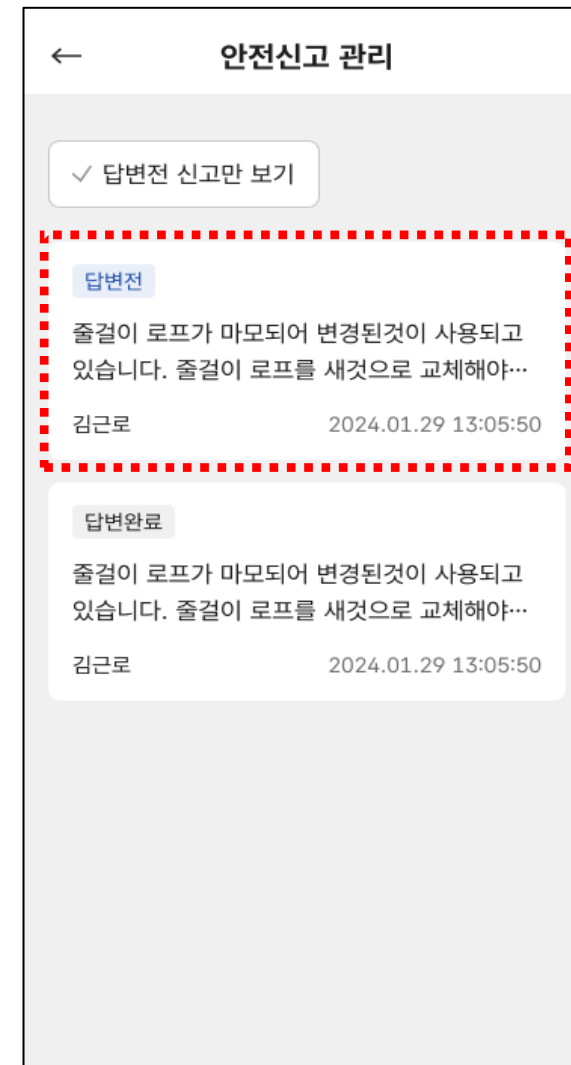 안전신고 관리
답변전 신고만 보기
답변전
줄걸이 로프가 마모되어 변경된것이 사용되고
있습니다. 줄걸이 로프를 새것으로 교체해야…
김근로 2024.01.29 13:05:50
답변완료
줄걸이 로프가 마모되어 변경된것이 사용되고
있습니다. 줄걸이 로프를 새것으로 교체해야…
김근로 2024.01.29 13:05:50